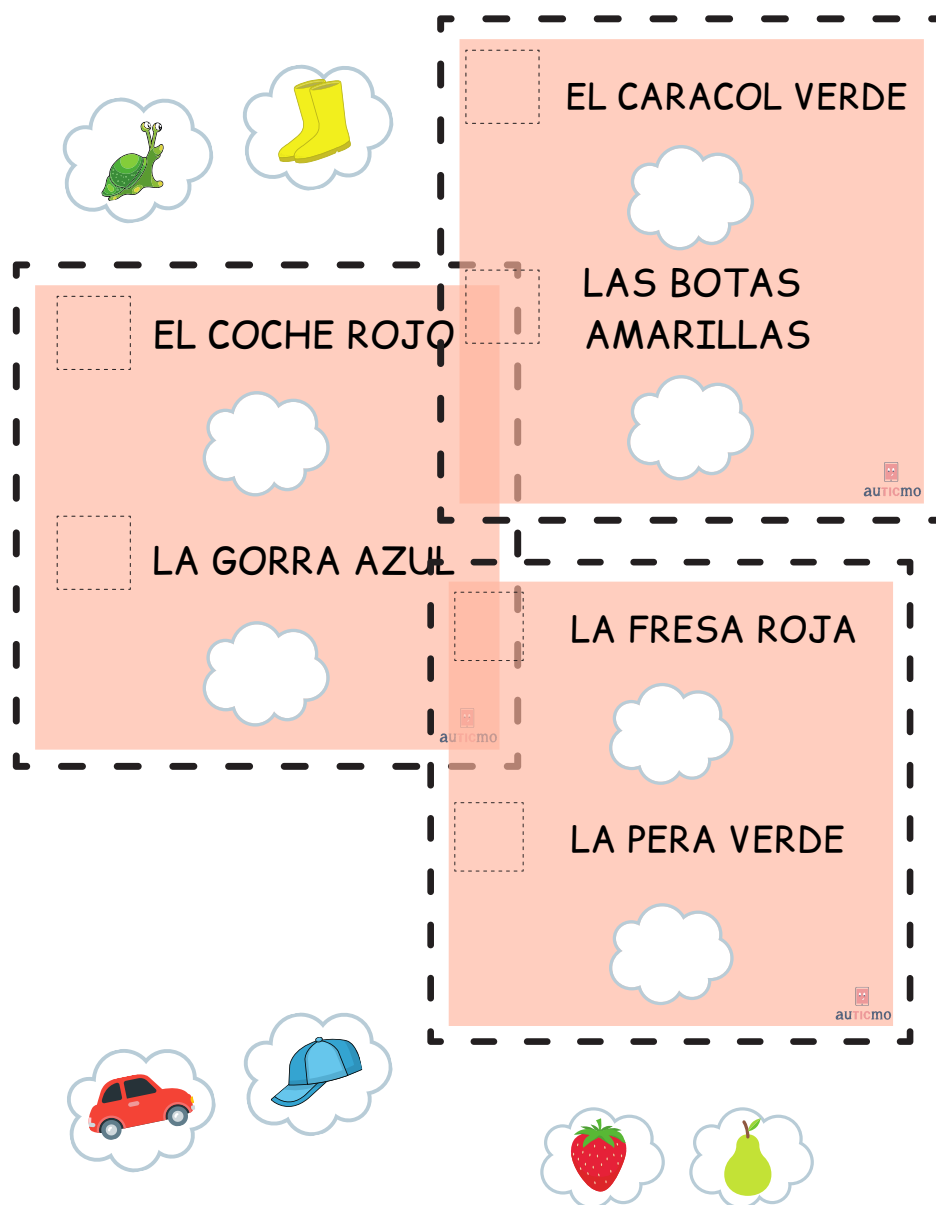 EL CARACOL VERDE
LAS BOTAS
AMARILLAS
auTICmo
EL COCHE ROJO
LA GORRA AZUL
auTICmo
LA FRESA ROJA
LA PERA VERDE
auTICmo